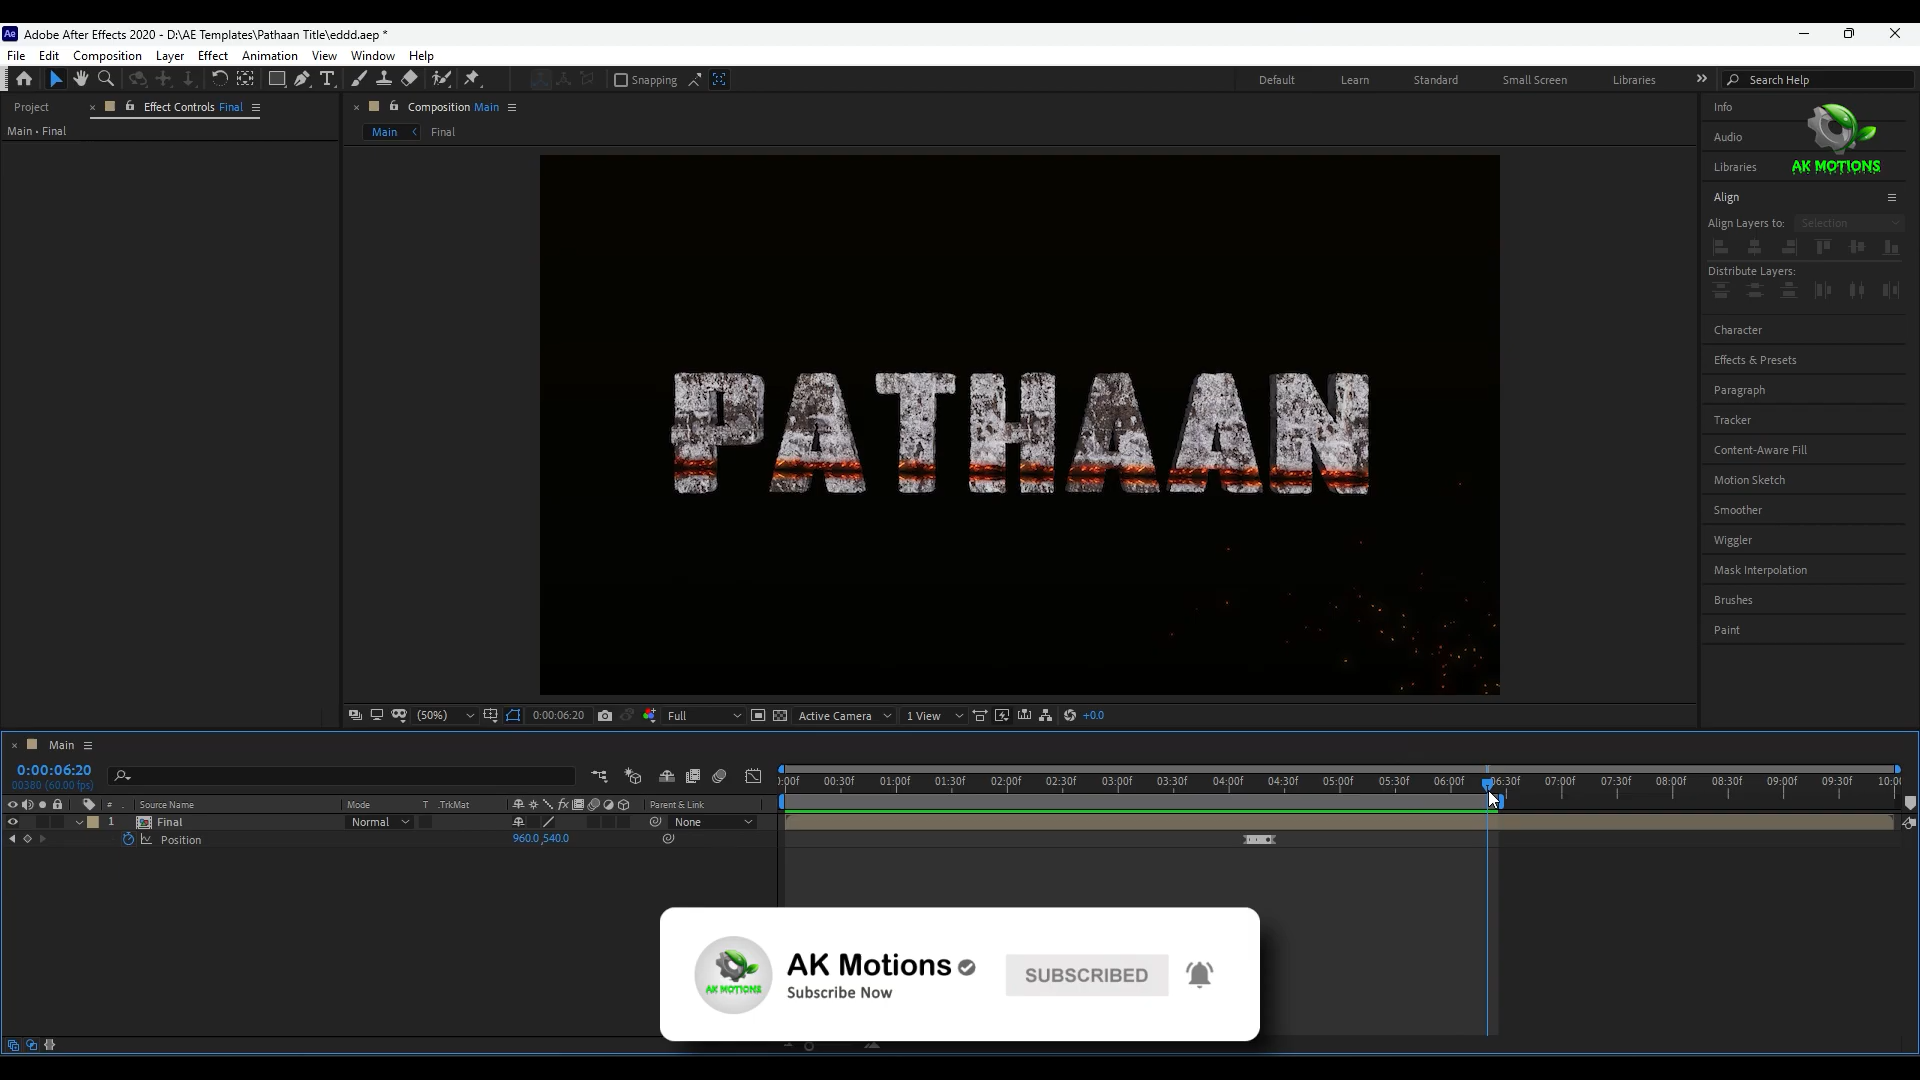 Adobe After Effects 2020 - D:\AE Templates\Pathaan Title\eddd.aep *
File Edit Composition Layer Effect Animation View Window Help
Snapping Default Learn Standard Small Screen Libraries Search Help
Project Effect Controls Final
Composition Main
Main • Final
Main Final
Info
Audio
Libraries
AK MOTIONS
Align
Align Layers to: Selection
Distribute Layers:
Character
Effects & Presets
Paragraph
Tracker
Content-Aware Fill
Motion Sketch
Smoother
Wiggler
Mask Interpolation
Brushes
Paint
PATHAAN
(50%) 0:00:06:20 Full Active Camera 1 View +0.0
Main
0:00:06:20
00380 (60.00 fps)
:00f 00:30f 01:00f 01:30f 02:00f 02:30f 03:00f 03:30f 04:00f 04:30f 05:00f 05:30f 06:00f 06:30f 07:00f 07:30f 08:00f 08:30f 09:00f 09:30f 10:0
# Source Name Mode T .TrkMat Parent & Link
1 Final Normal None
Position 960.0,540.0
AK Motions
Subscribe Now
SUBSCRIBED
AK MOTIONS